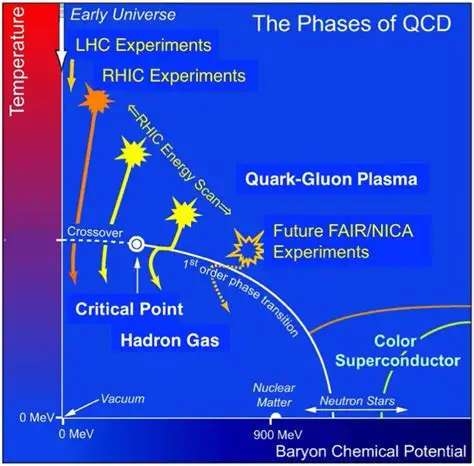 The Phases of QCD
Temperature
Early Universe
LHC Experiments
RHIC Experiments
⇐RHIC Energy Scan⇒
Quark-Gluon Plasma
Crossover
Future FAIR/NICA
Experiments
1st order phase transition
Critical Point
Hadron Gas
Color
Superconductor
Vacuum
Nuclear
Matter
Neutron Stars
0 MeV
0 MeV
900 MeV
Baryon Chemical Potential